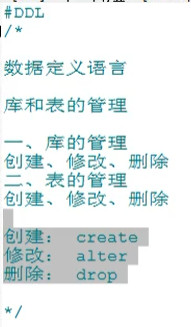 #DDL
/*
数据定义语言
库和表的管理
一、库的管理
创建、修改、删除
二、表的管理
创建、修改、删除
创建： create
修改： alter
删除： drop
*/